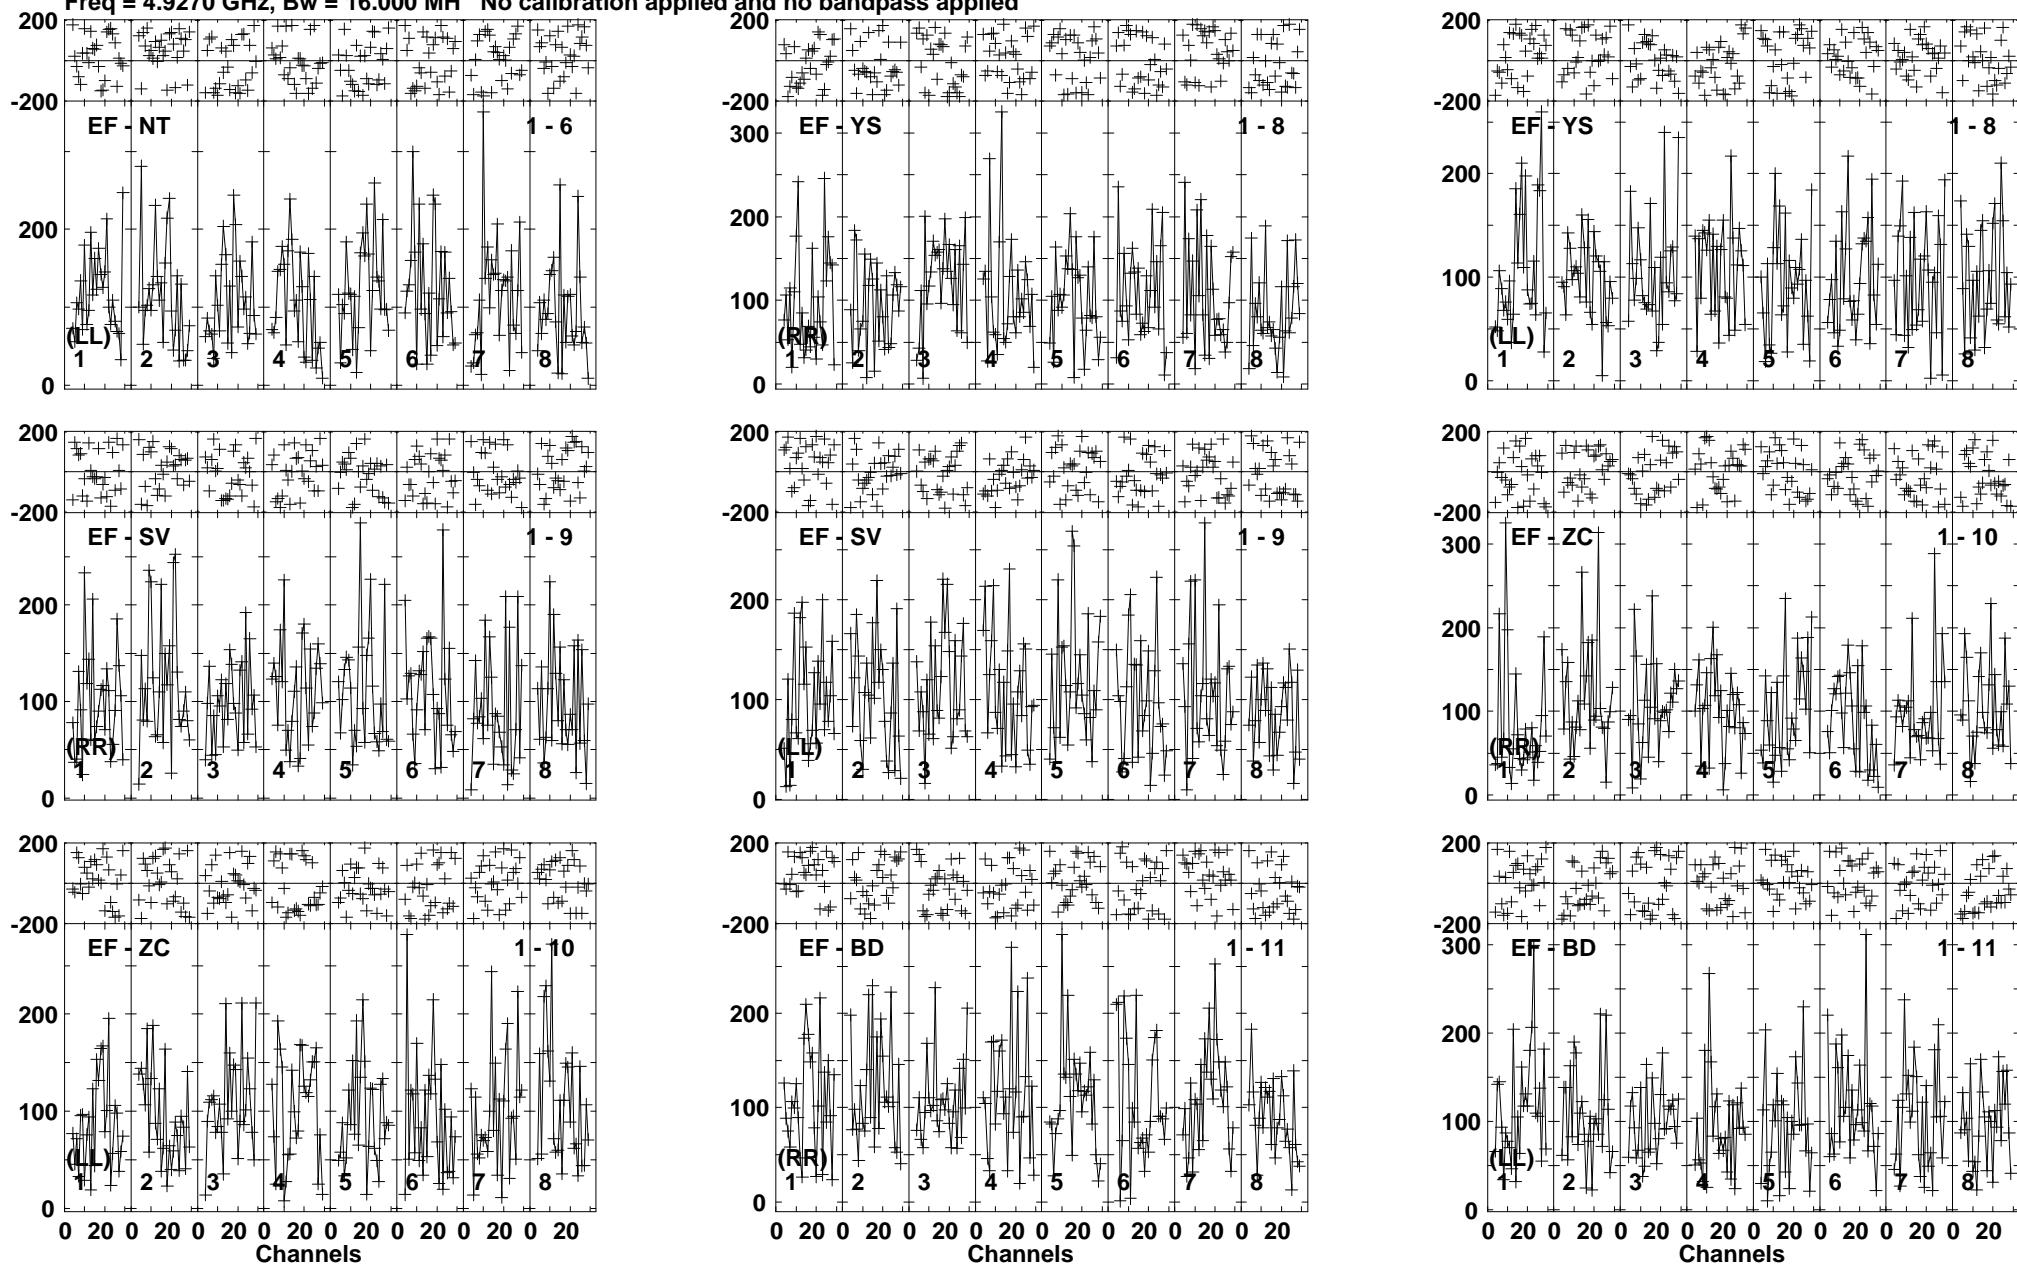 Freq = 4.9270 GHz, Bw = 16.000 MH No calibration applied and no bandpass applied
200 200 200
-200 -200 -200
EF - NT 1 - 6 EF - YS 1 - 8 EF - YS 1 - 8
300
200 200 200
100 100
(LL) (RR) (LL)
1 2 3 4 5 6 7 8 1 2 3 4 5 6 7 8 1 2 3 4 5 6 7 8
0 0 0
200 200 200
-200 -200 -200
EF - SV 1 - 9 EF - SV 1 - 9 EF - ZC 1 - 10
300
200 200 200
100 100 100
(RR) (LL) (RR)
1 2 3 4 5 6 7 8 1 2 3 4 5 6 7 8 1 2 3 4 5 6 7 8
0 0 0
200 200 200
-200 -200 -200
EF - ZC 1 - 10 EF - BD 1 - 11 EF - BD 1 - 11
300
200 200 200
100 100 100
(LL) (RR) (LL)
1 2 3 4 5 6 7 8 1 2 3 4 5 6 7 8 1 2 3 4 5 6 7 8
0 0 0
0 20 0 20 0 20 0 20 0 20 0 20 0 20 0 20 0 20 0 20 0 20 0 20 0 20 0 20 0 20 0 20 0 20 0 20 0 20 0 20 0 20 0 20 0 20 0 20
Channels Channels Channels